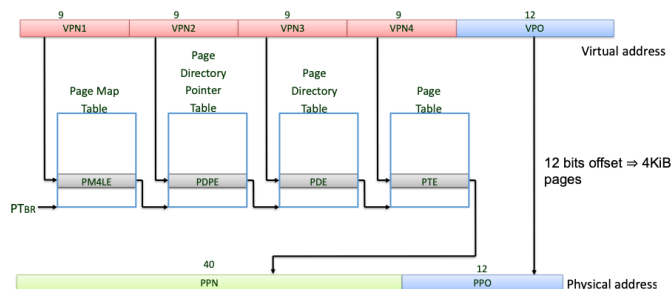 9 9 9 9 12
VPN1 VPN2 VPN3 VPN4 VPO
Virtual address
Page Map
Table
Page
Directory
Pointer
Table
Page
Directory
Table
Page
Table
PM4LE PDPE PDE PTE
12 bits offset ⇒ 4KiB
pages
PTBR
40 12
PPN PPO
Physical address